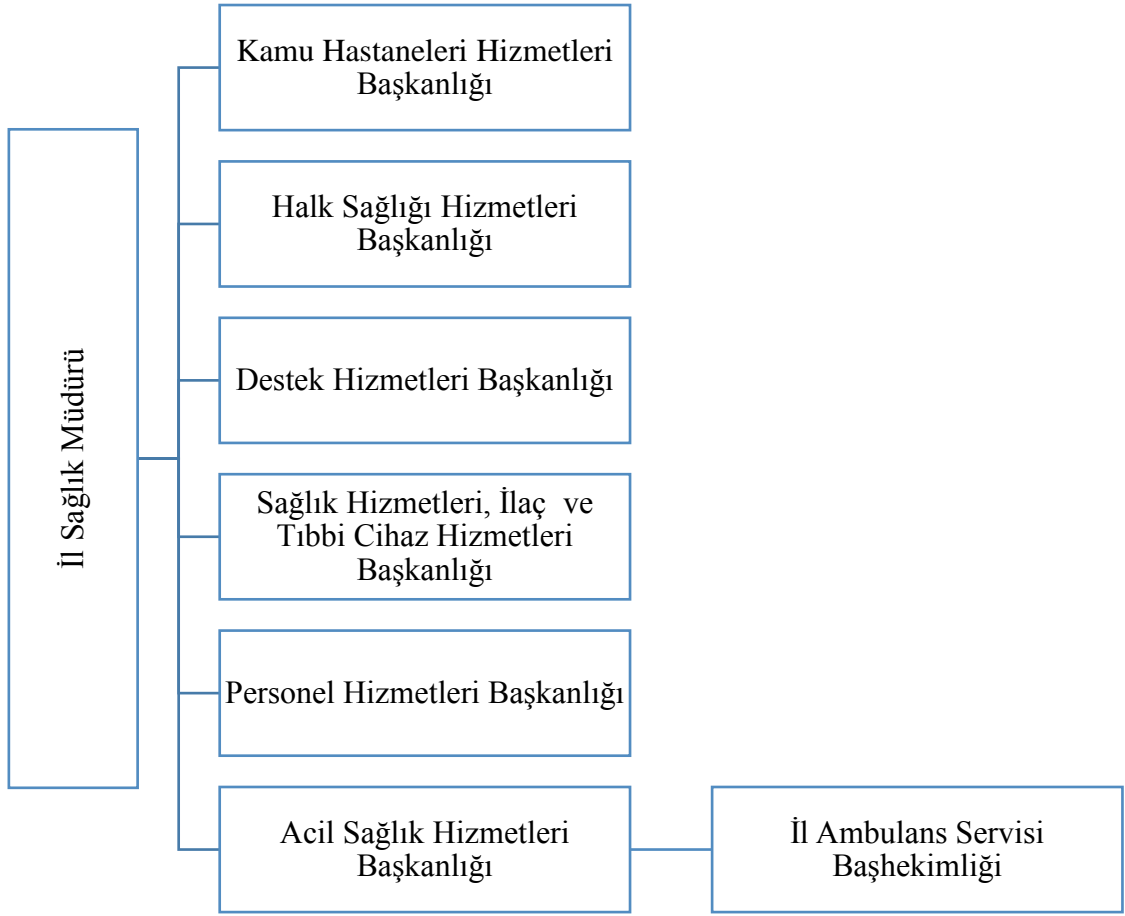 Kamu Hastaneleri Hizmetleri
Başkanlığı
Halk Sağlığı Hizmetleri
Başkanlığı
İl Sağlık Müdürü
Destek Hizmetleri Başkanlığı
Sağlık Hizmetleri, İlaç ve
Tıbbi Cihaz Hizmetleri
Başkanlığı
Personel Hizmetleri Başkanlığı
Acil Sağlık Hizmetleri
Başkanlığı
İl Ambulans Servisi
Başhekimliği